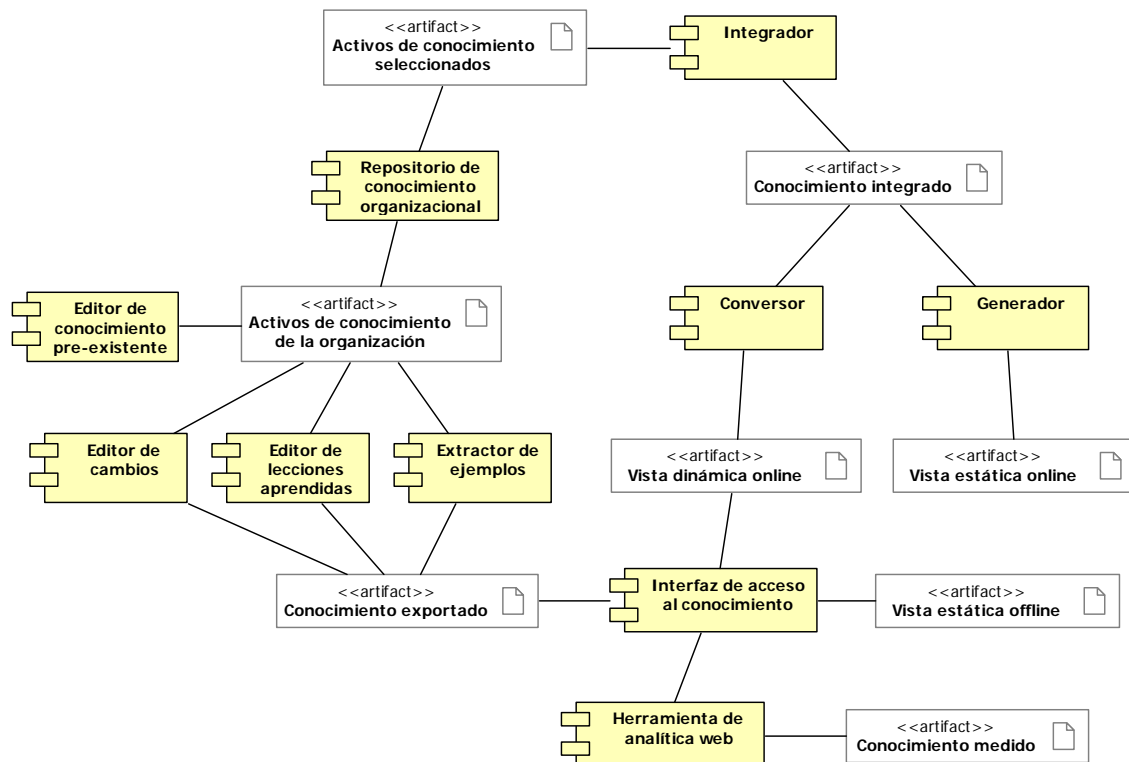 <<artifact>>
Activos de conocimiento
seleccionados
Integrador
Repositorio de
conocimiento
organizacional
<<artifact>>
Conocimiento integrado
Editor de
conocimiento
pre-existente
<<artifact>>
Activos de conocimiento
de la organización
Conversor
Generador
Editor de
cambios
Editor de
lecciones
aprendidas
Extractor de
ejemplos
<<artifact>>
Vista dinámica online
<<artifact>>
Vista estática online
<<artifact>>
Conocimiento exportado
Interfaz de acceso
al conocimiento
<<artifact>>
Vista estática offline
Herramienta de
analítica web
<<artifact>>
Conocimiento medido